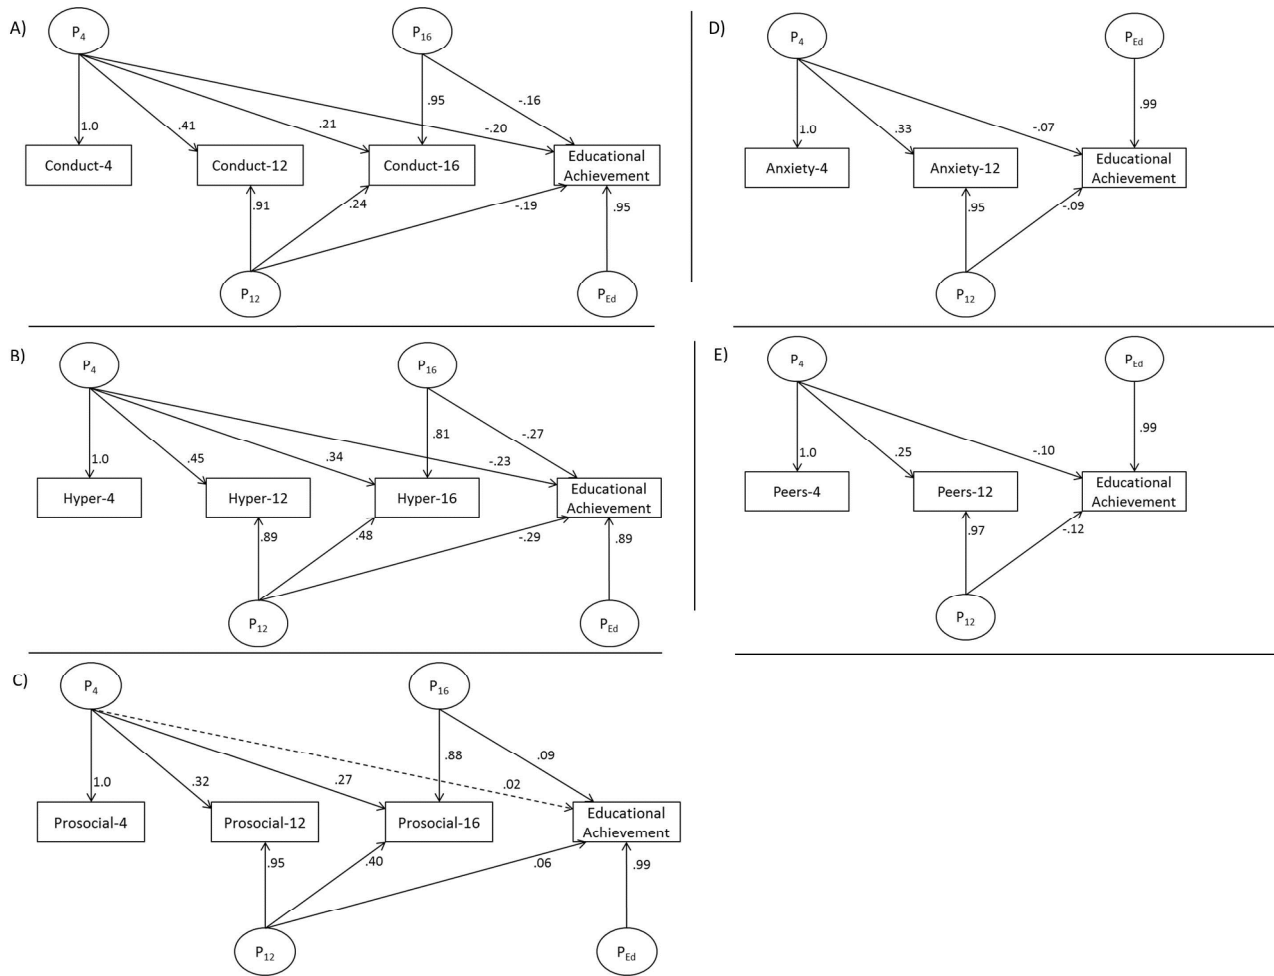 A)
P4
P16
1.0
.41
.21
.95
-.16
-.20
Conduct-4
Conduct-12
Conduct-16
Educational
Achievement
.91
.24
-.19
.95
P12
PEd
B)
P4
P16
1.0
.45
.34
.81
-.27
-.23
Hyper-4
Hyper-12
Hyper-16
Educational
Achievement
.89
.48
-.29
.89
P12
PEd
C)
P4
P16
1.0
.32
.27
.88
.09
.02
Prosocial-4
Prosocial-12
Prosocial-16
Educational
Achievement
.95
.40
.06
.99
P12
PEd
D)
P4
PEd
1.0
.33
-.07
.99
Anxiety-4
Anxiety-12
Educational
Achievement
.95
-.09
P12
E)
P4
PEd
1.0
.25
-.10
.99
Peers-4
Peers-12
Educational
Achievement
.97
-.12
P12